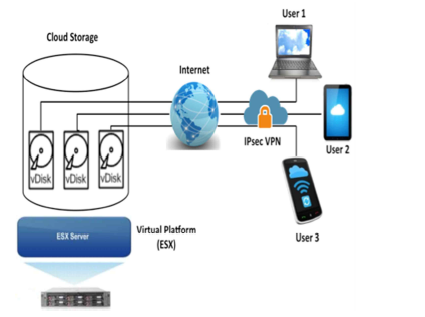 User 1
Cloud Storage
Internet
IPsec VPN
User 2
vDisk
vDisk
vDisk
User 3
ESX Server
Virtual Platform
(ESX)